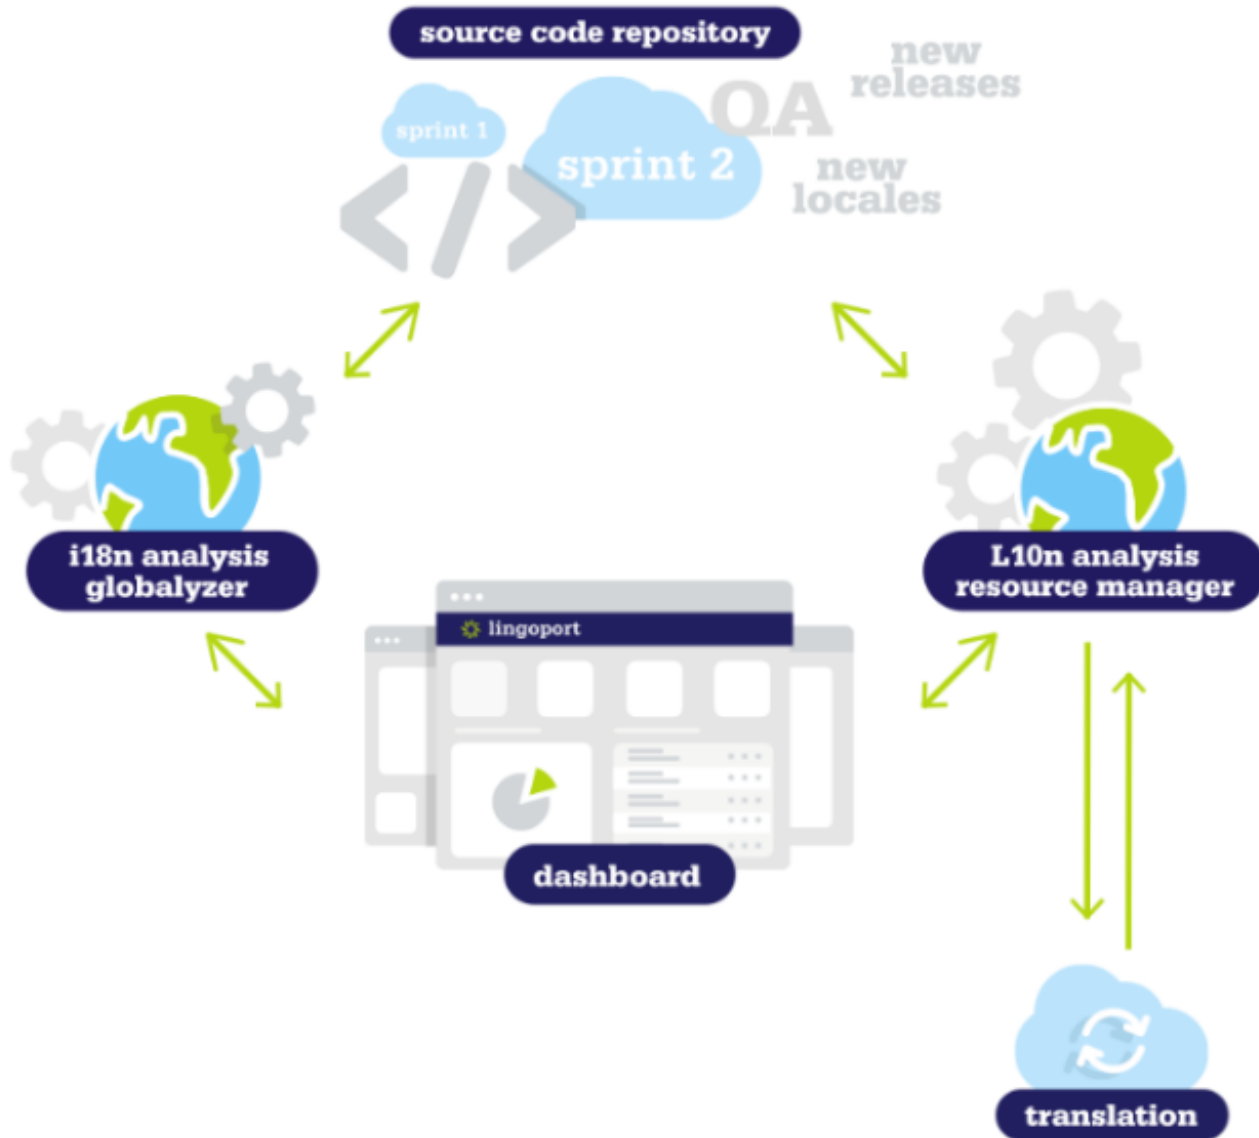 source code repository
new
releases
QA
sprint 1
sprint 2
new
locales
i18n analysis
globalyzer
L10n analysis
resource manager
lingoport
dashboard
translation